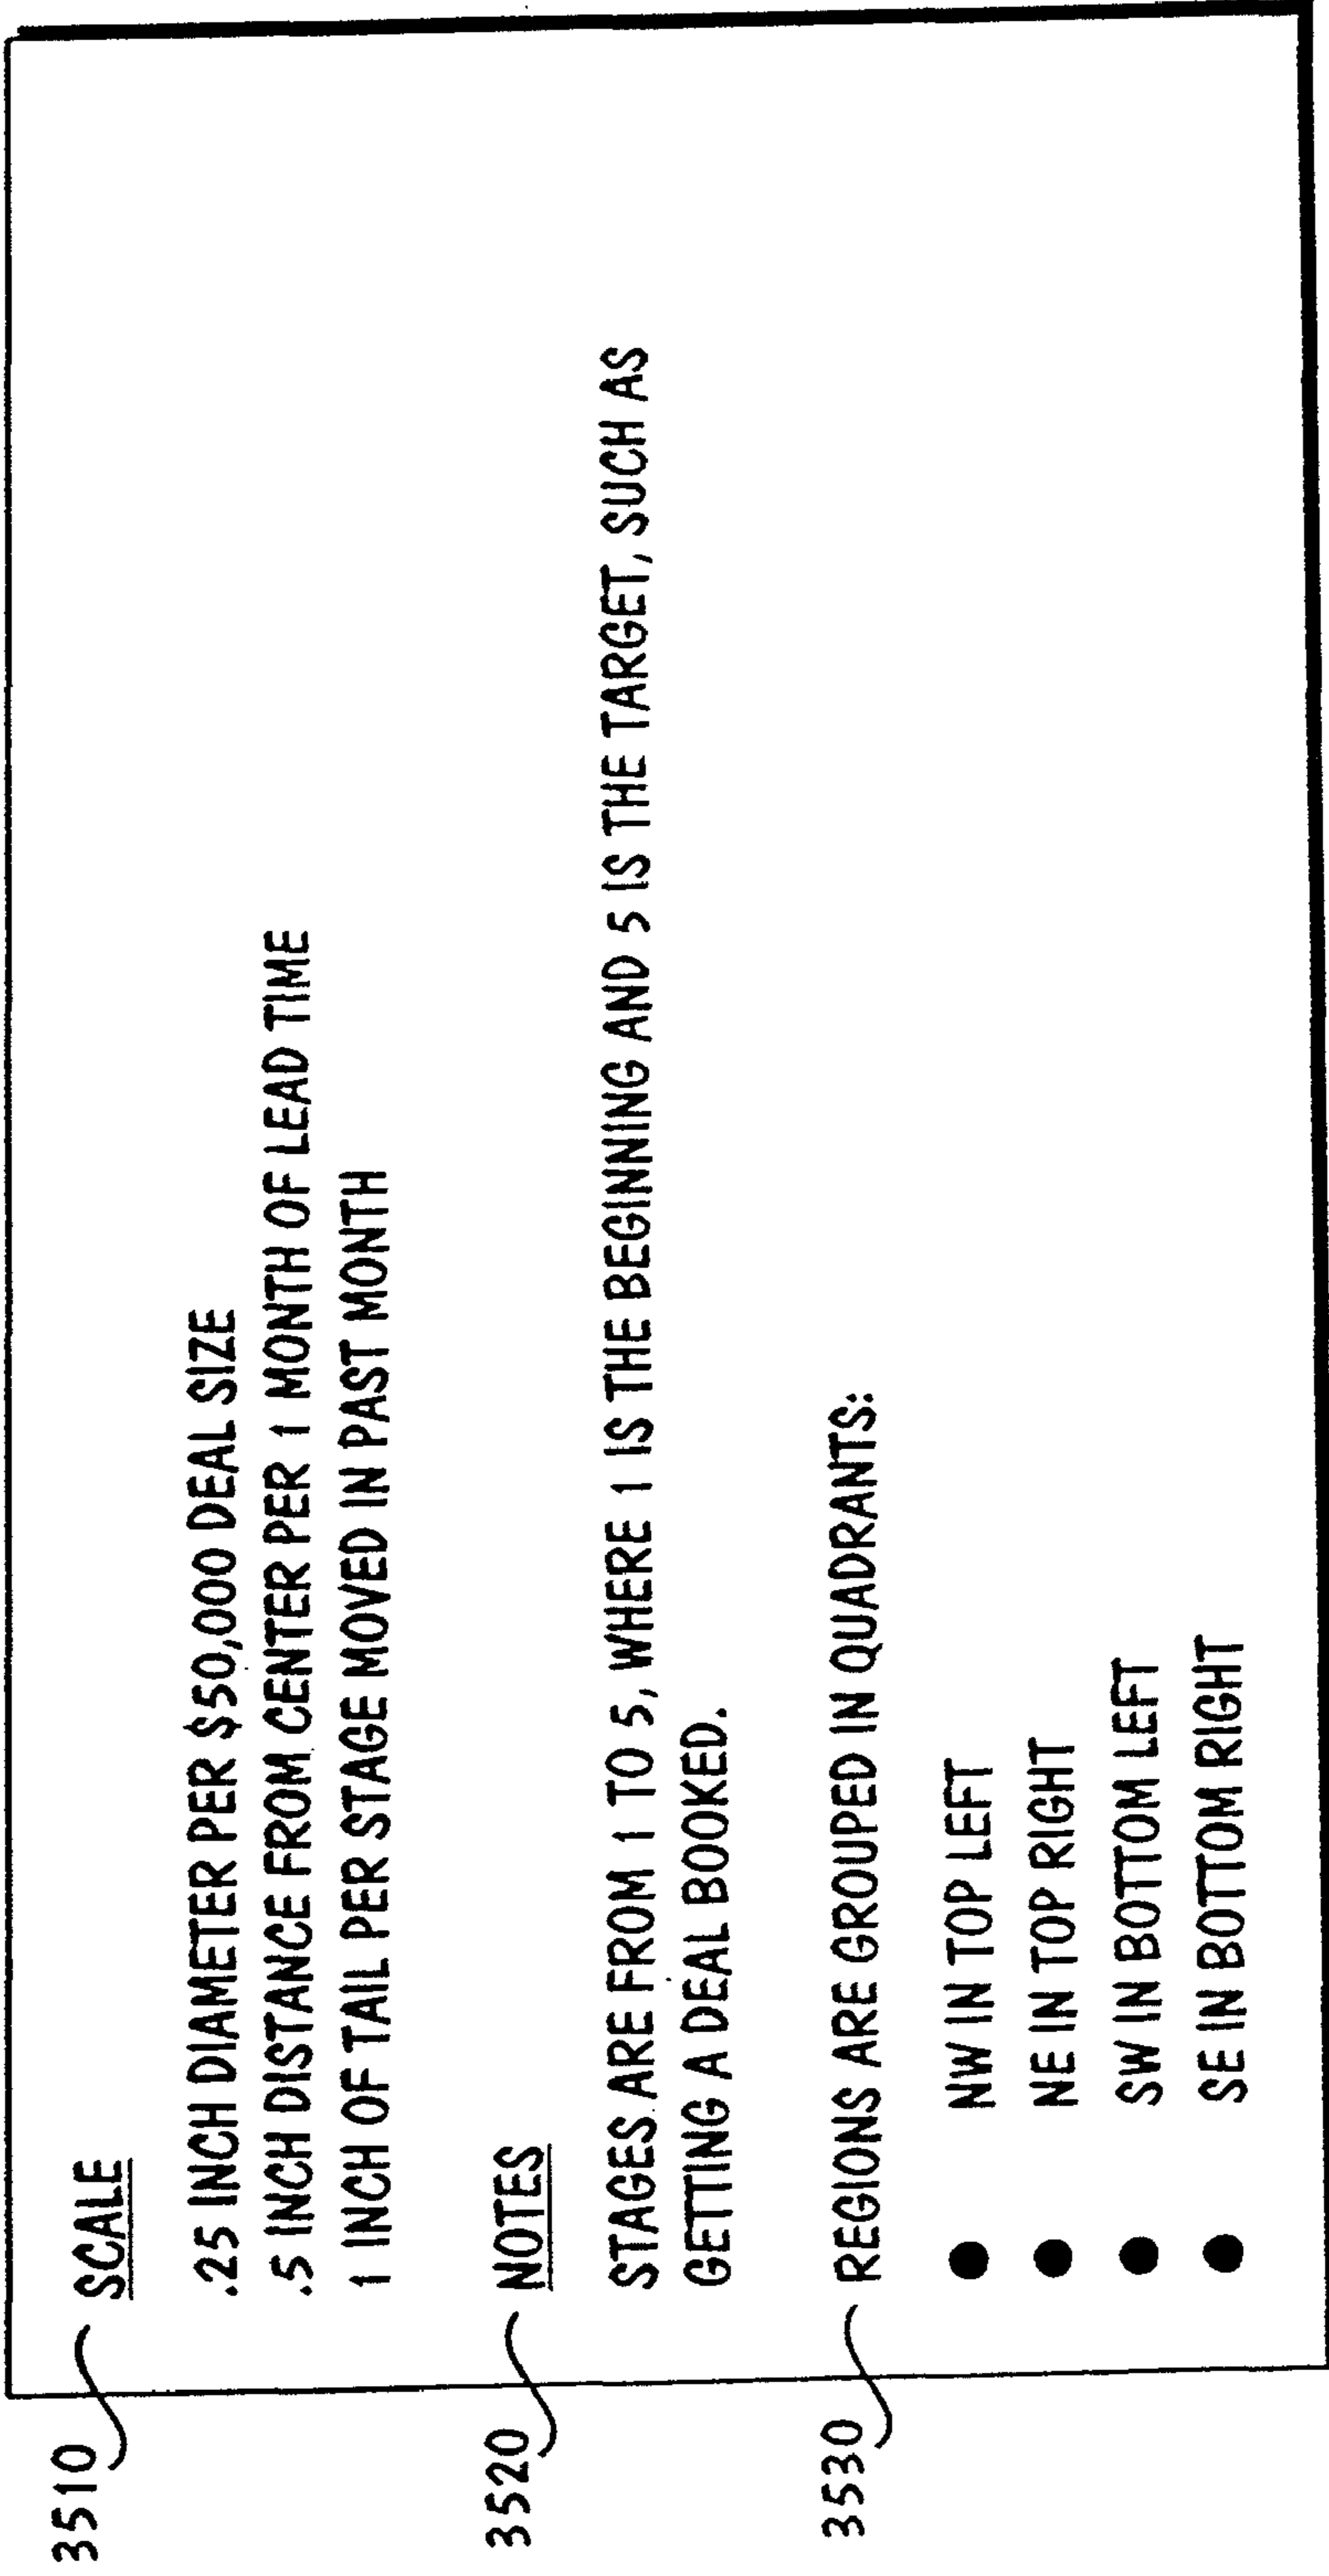 3510 SCALE
.25 INCH DIAMETER PER $50,000 DEAL SIZE
.5 INCH DISTANCE FROM CENTER PER 1 MONTH OF LEAD TIME
1 INCH OF TAIL PER STAGE MOVED IN PAST MONTH
3520 NOTES
STAGES ARE FROM 1 TO 5, WHERE 1 IS THE BEGINNING AND 5 IS THE TARGET, SUCH AS
GETTING A DEAL BOOKED.
3530 REGIONS ARE GROUPED IN QUADRANTS:
● NW IN TOP LEFT
● NE IN TOP RIGHT
● SW IN BOTTOM LEFT
● SE IN BOTTOM RIGHT